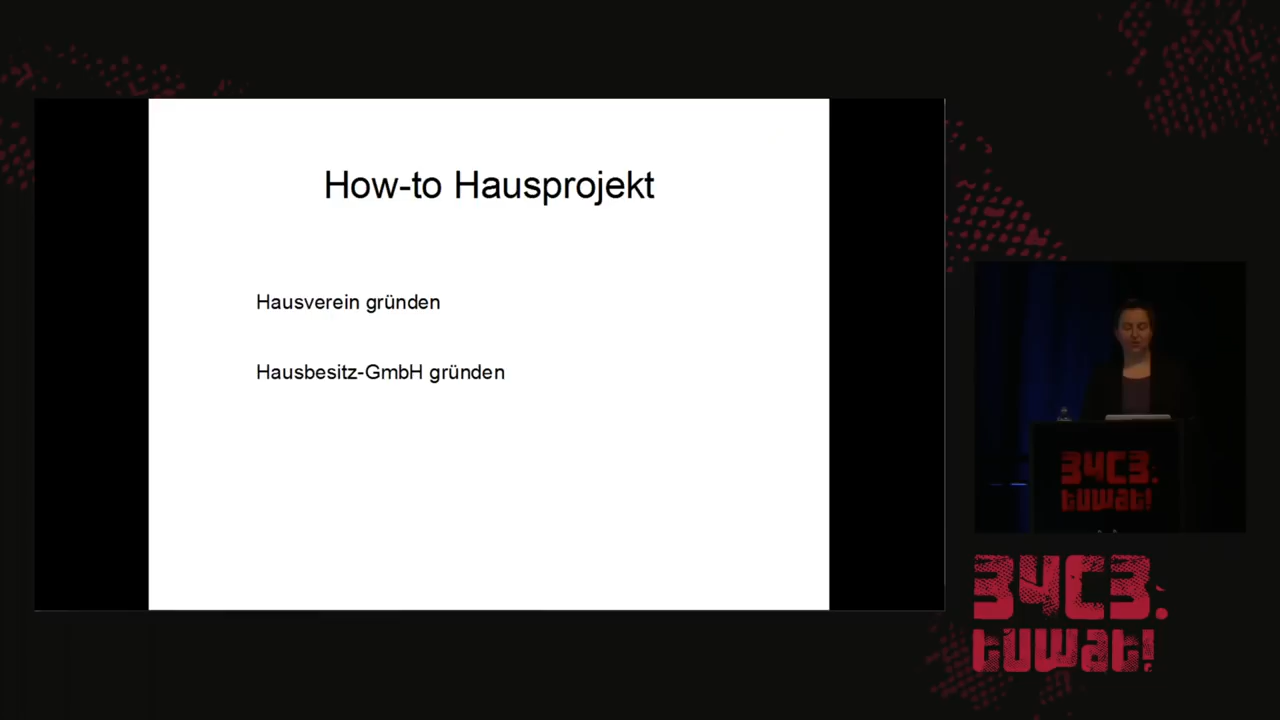 How-to Hausprojekt
Hausverein gründen
Hausbesitz-GmbH gründen
34C3.
tuwat!
34C3.
tuwat!